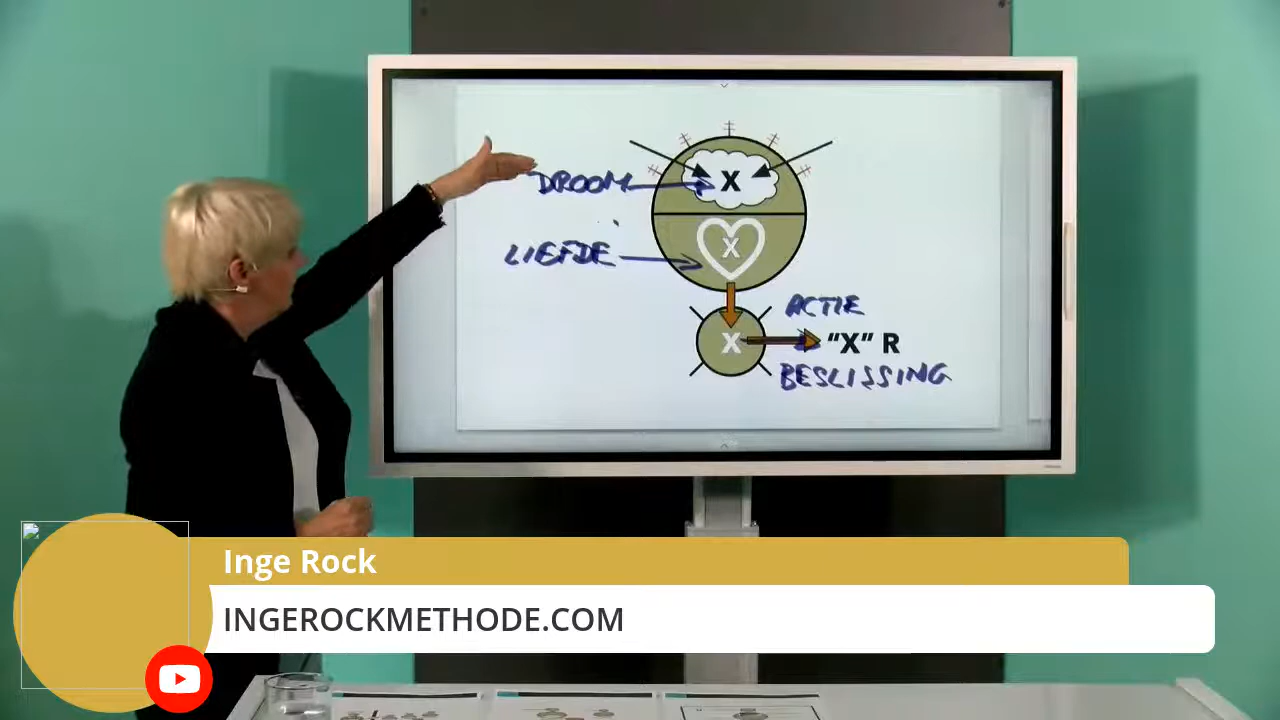 DROOM
X
LIEFDE
X
ACTIE
X
"X" R
BESLISSING
Inge Rock
INGEROCKMETHODE.COM